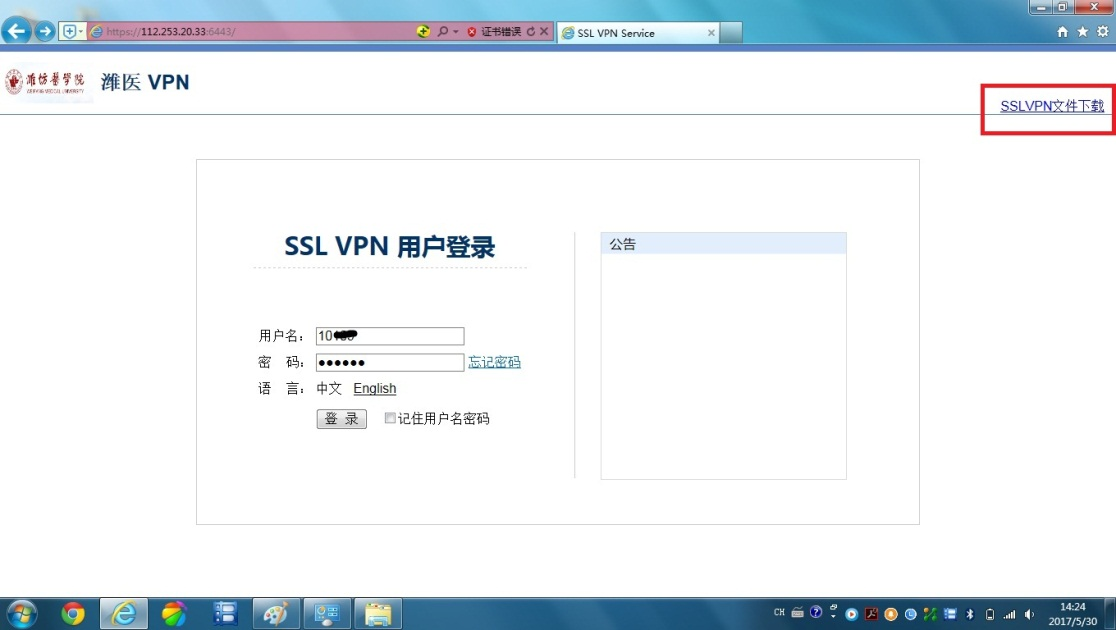 https://112.253.20.33:6443/
证书错误
SSL VPN Service
潍坊医学院
潍医 VPN
SSLVPN文件下载
SSL VPN 用户登录
公告
用户名: 10
密 码: ●●●●●●
忘记密码
语 言: 中文 English
登 录
记住用户名密码
CH
14:24
2017/5/30